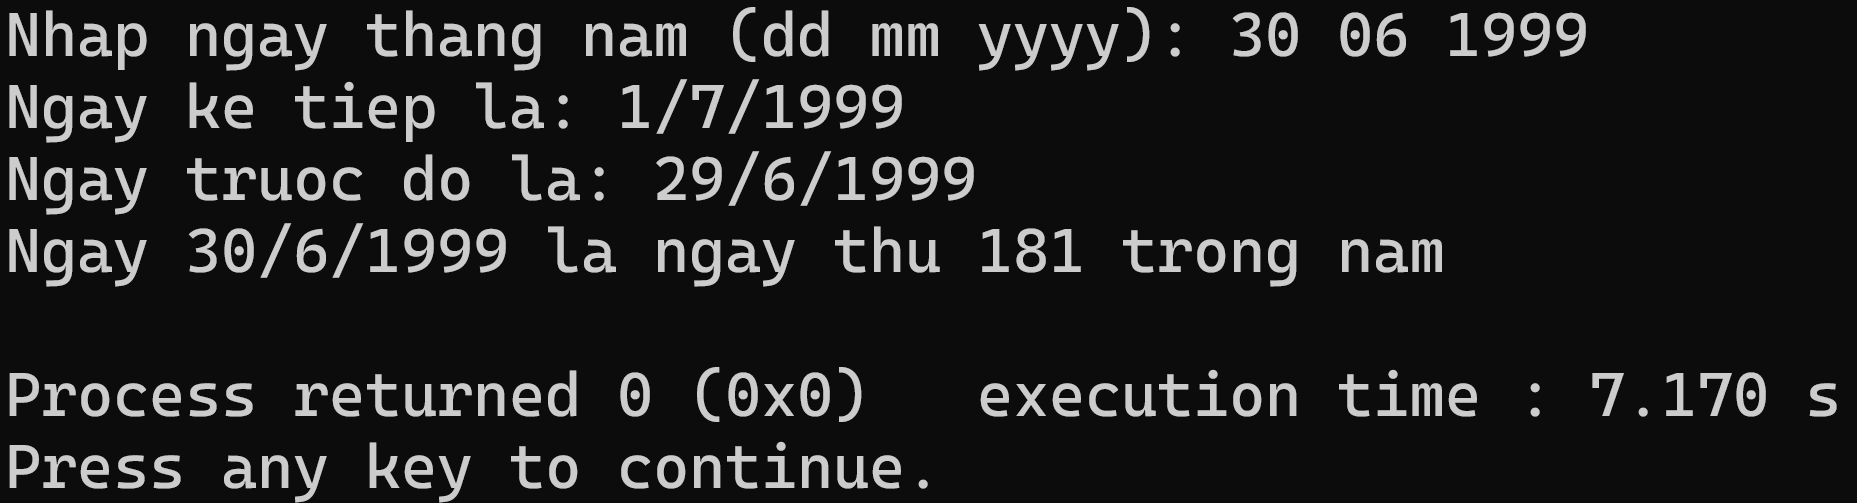 Nhap ngay thang nam (dd mm yyyy): 30 06 1999
Ngay ke tiep la: 1/7/1999
Ngay truoc do la: 29/6/1999
Ngay 30/6/1999 la ngay thu 181 trong nam
Process returned 0 (0x0)   execution time : 7.170 s
Press any key to continue.